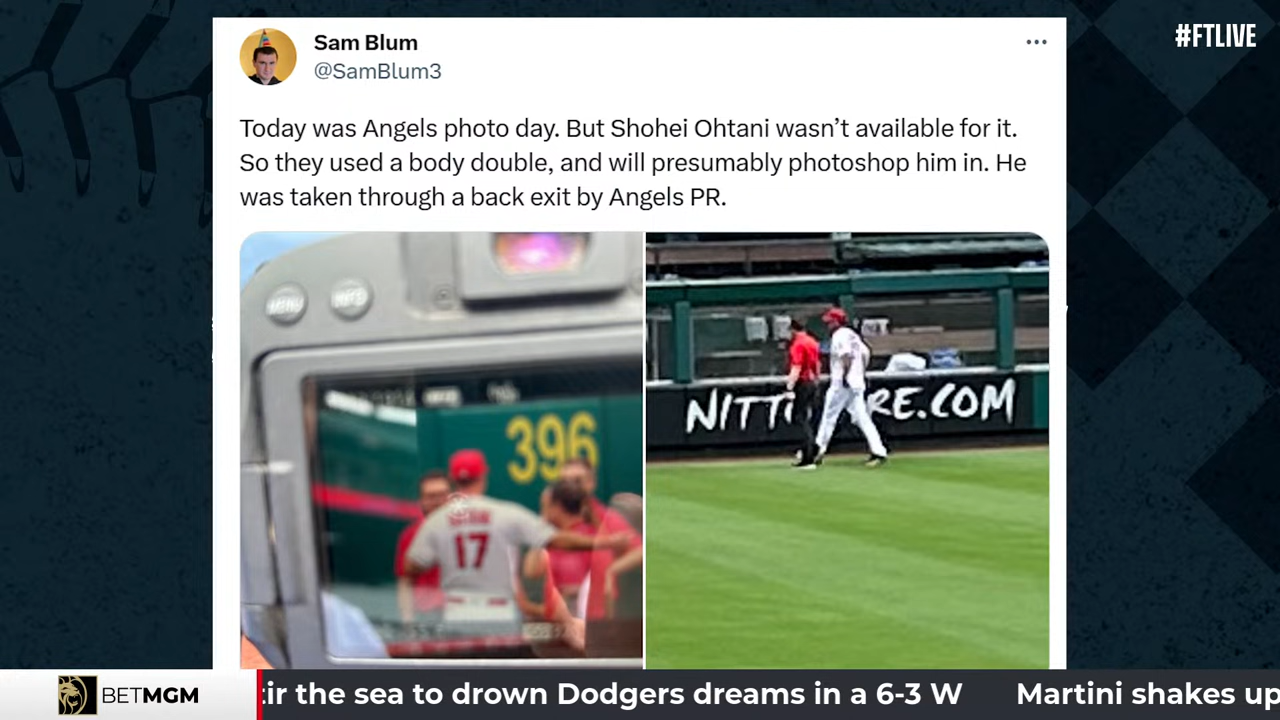 #FTLIVE
Sam Blum
@SamBlum3
Today was Angels photo day. But Shohei Ohtani wasn’t available for it.
So they used a body double, and will presumably photoshop him in. He
was taken through a back exit by Angels PR.
MENU
INFO
396
17
NITTI RE.COM
BETMGM
ir the sea to drown Dodgers dreams in a 6-3 W
Martini shakes up